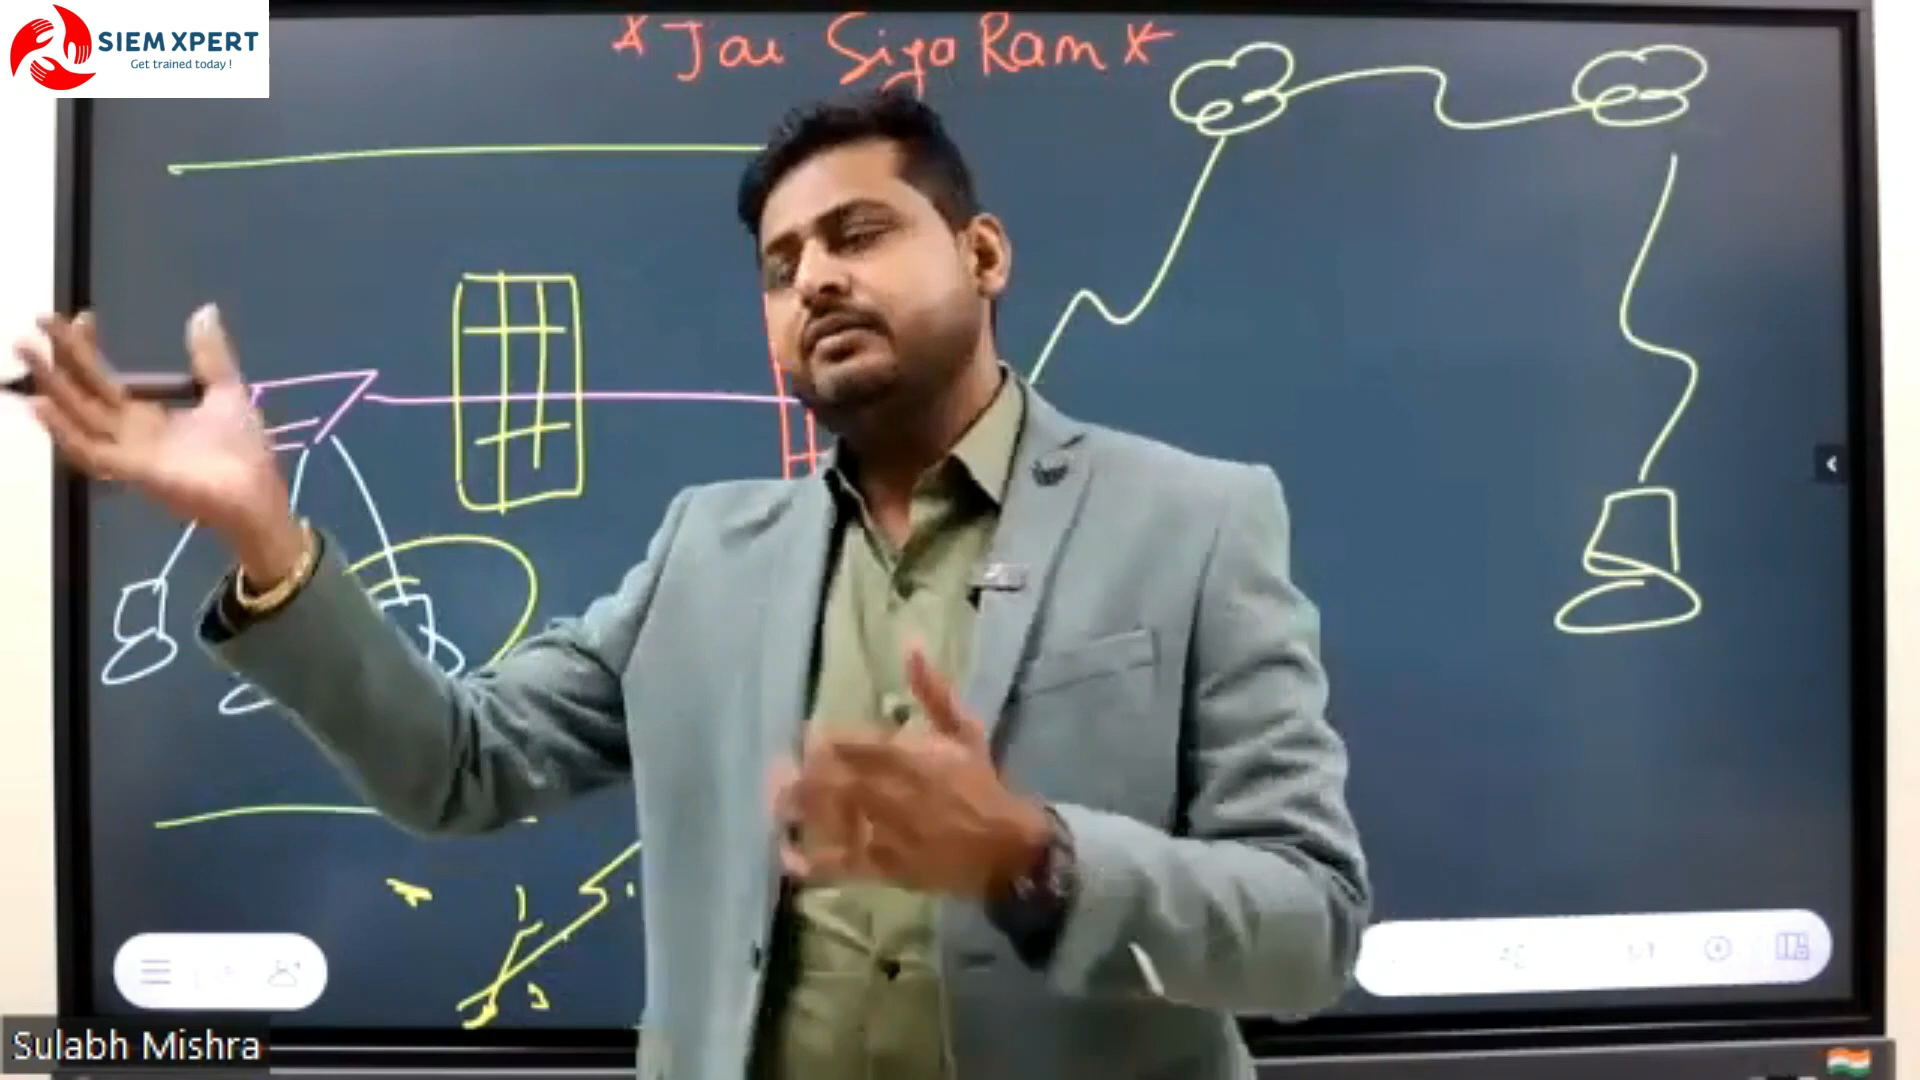 SIEM XPERT
Get trained today !
* Jai Siya Ram *
Sulabh Mishra